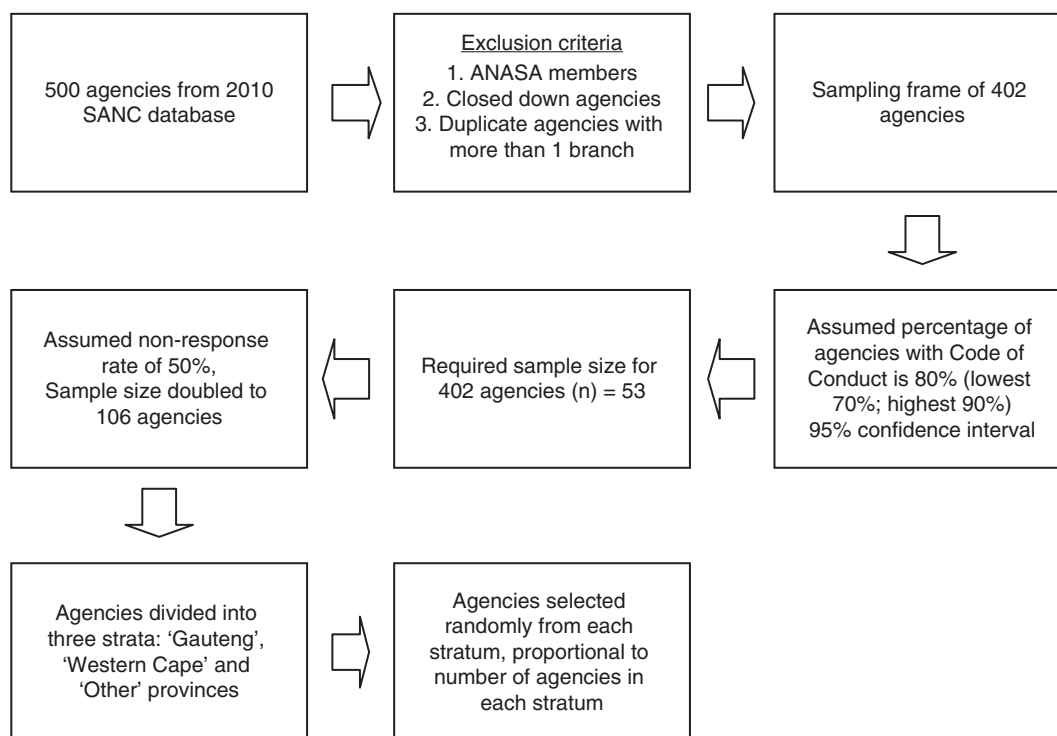 500 agencies from 2010
SANC database
Exclusion criteria
1. ANASA members
2. Closed down agencies
3. Duplicate agencies with
more than 1 branch
Sampling frame of 402
agencies
Assumed percentage of
agencies with Code of
Conduct is 80% (lowest
70%; highest 90%)
95% confidence interval
Required sample size for
402 agencies (n) = 53
Assumed non-response
rate of 50%,
Sample size doubled to
106 agencies
Agencies divided into
three strata: ‘Gauteng’,
‘Western Cape’ and
‘Other’ provinces
Agencies selected
randomly from each
stratum, proportional to
number of agencies in
each stratum